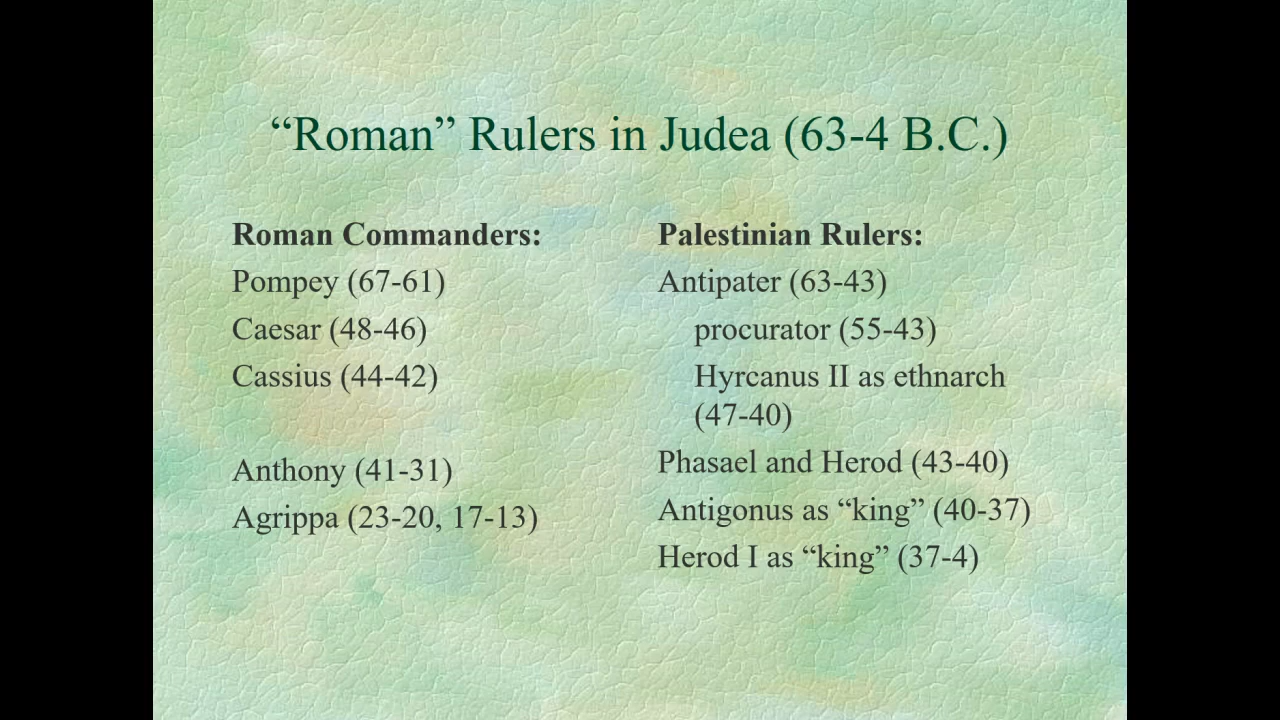 “Roman” Rulers in Judea (63-4 B.C.)
Roman Commanders:
Pompey (67-61)
Caesar (48-46)
Cassius (44-42)
Anthony (41-31)
Agrippa (23-20, 17-13)
Palestinian Rulers:
Antipater (63-43)
procurator (55-43)
Hyrcanus II as ethnarch
(47-40)
Phasael and Herod (43-40)
Antigonus as “king” (40-37)
Herod I as “king” (37-4)